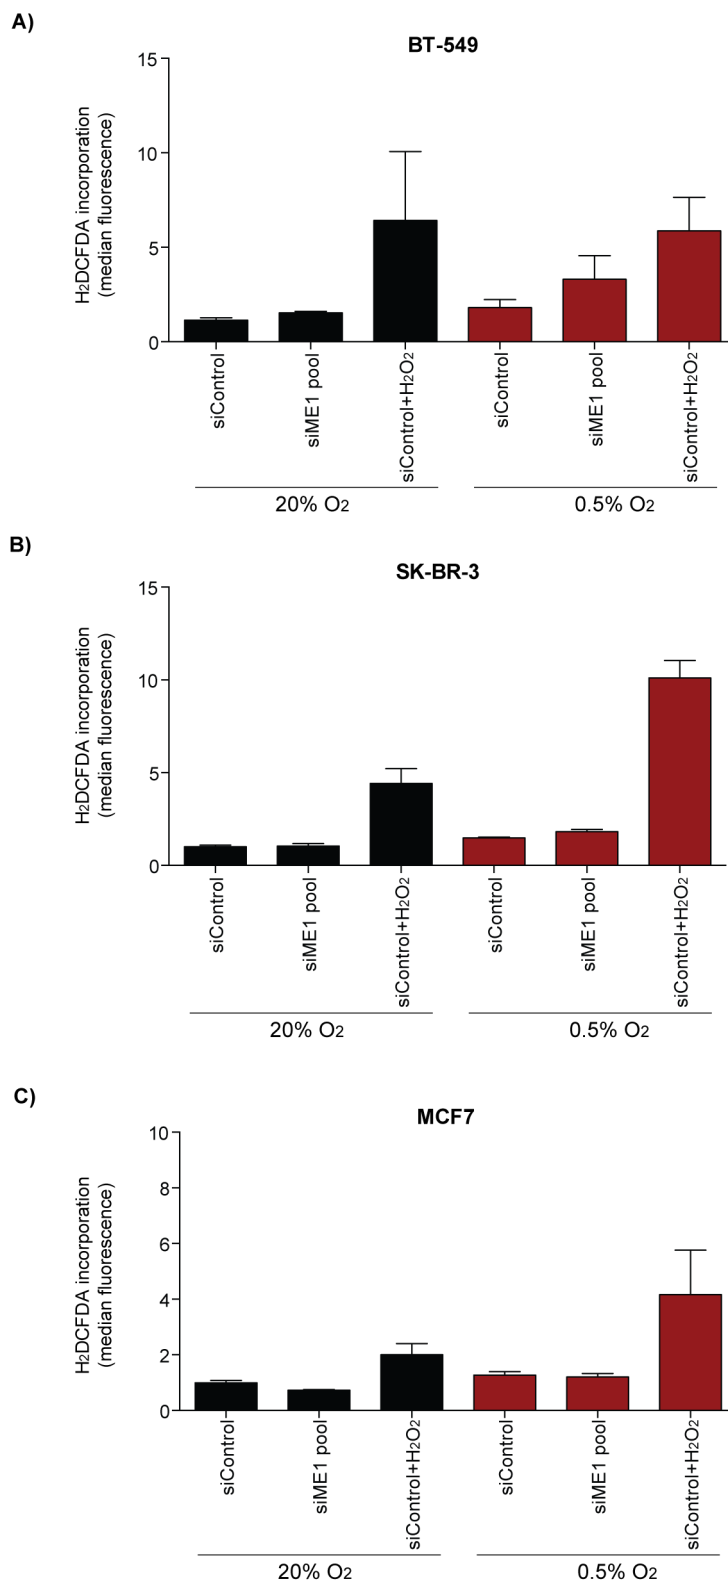 A)
BT-549
H2DCFDA incorporation
(median fluorescence)
15
10
5
0
siControl
siME1 pool
siControl+H2O2
siControl
siME1 pool
siControl+H2O2
20% O2
0.5% O2
B)
SK-BR-3
H2DCFDA incorporation
(median fluorescence)
15
10
5
0
siControl
siME1 pool
siControl+H2O2
siControl
siME1 pool
siControl+H2O2
20% O2
0.5% O2
C)
MCF7
H2DCFDA incorporation
(median fluorescence)
10
8
6
4
2
0
siControl
siME1 pool
siControl+H2O2
siControl
siME1 pool
siControl+H2O2
20% O2
0.5% O2